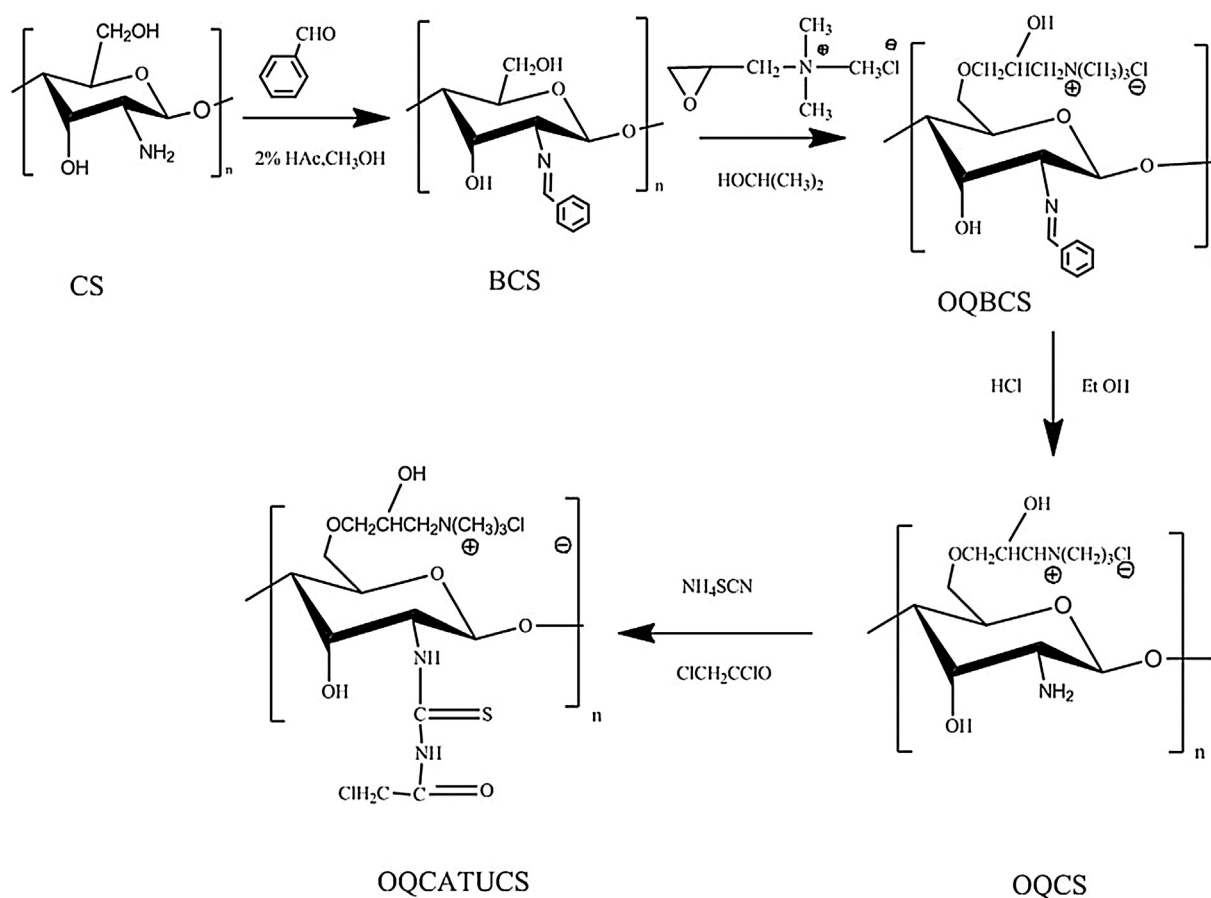 CH₂OH
O
O
OH
NH₂
n
CS
CHO
2% HAc,CH₃OH
CH₂OH
O
O
N
OH
n
BCS
O
CH₃
CH₂ N CH₃Cl
⊕ ⊖
CH₃
HOCH(CH₃)₂
OH
OCH₂CHCH₂N(CH₃)₃Cl
⊕ ⊖
O
O
N
OH
OQBCS
HCl Et OH
OH
OCH₂CHCHN(CH₂)₃Cl
⊕ ⊖
O
O
NH₂
OH
n
OQCS
NH₄SCN
ClCH₂CClO
OH
OCH₂CHCH₂N(CH₃)₃Cl
⊕ ⊖
O
O
NH
OH
n
C S
NH
ClH₂C C O
OQCATUCS